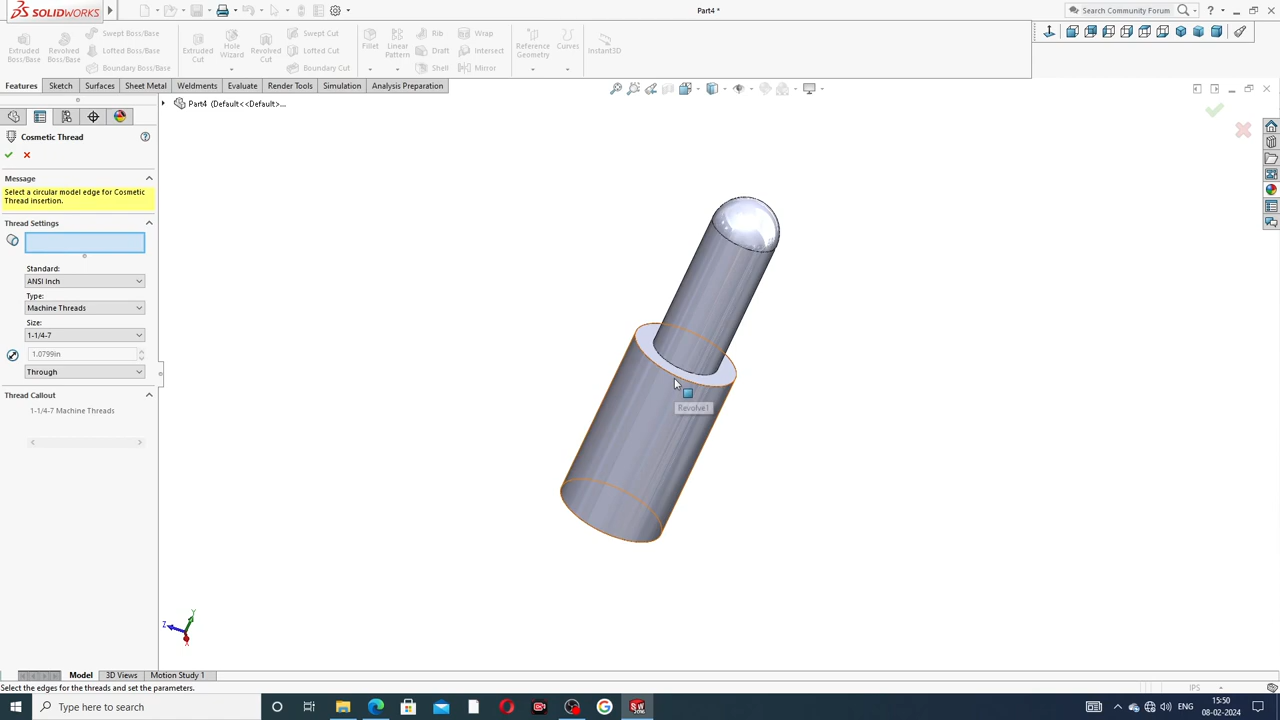 SOLIDWORKS
Part4 *
Search Community Forum
Extruded Boss/Base
Revolved Boss/Base
Swept Boss/Base
Lofted Boss/Base
Boundary Boss/Base
Extruded Cut
Hole Wizard
Revolved Cut
Swept Cut
Lofted Cut
Boundary Cut
Fillet
Linear Pattern
Rib
Draft
Shell
Wrap
Intersect
Mirror
Reference Geometry
Curves
Instant3D
Features Sketch Surfaces Sheet Metal Weldments Evaluate Render Tools Simulation Analysis Preparation
Part4 (Default<<Default>...
Cosmetic Thread
Message
Select a circular model edge for Cosmetic
Thread insertion.
Thread Settings
Standard:
ANSI Inch
Type:
Machine Threads
Size:
1-1/4-7
1.0799in
Through
Thread Callout
1-1/4-7 Machine Threads
Revolve1
Y
Z
X
Model 3D Views Motion Study 1
Select the edges for the threads and set the parameters.
IPS
Type here to search
ENG
15:50
08-02-2024